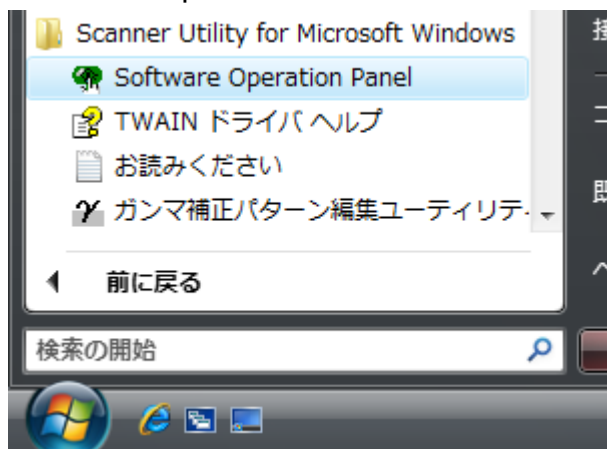 Scanner Utility for Microsoft Windows
Software Operation Panel
TWAIN ドライバ ヘルプ
お読みください
ガンマ補正パターン編集ユーティリテ
前に戻る
検索の開始